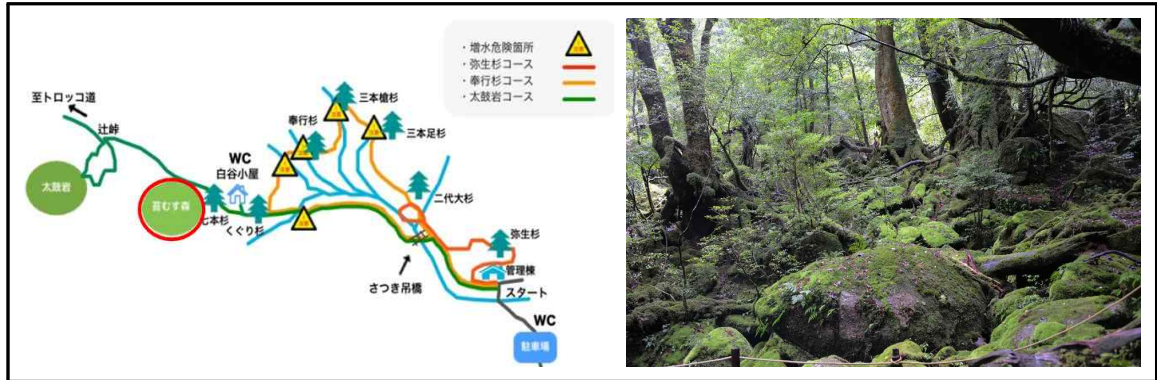 ・増水危険箇所
・弥生杉コース
・奉行杉コース
・太鼓岩コース
至トロッコ道
辻峠
太鼓岩
苔むす森
七本杉
くぐり杉
WC
白谷小屋
奉行杉
三本槍杉
三本足杉
二代大杉
弥生杉
管理棟
スタート
さつき吊橋
WC
駐車場